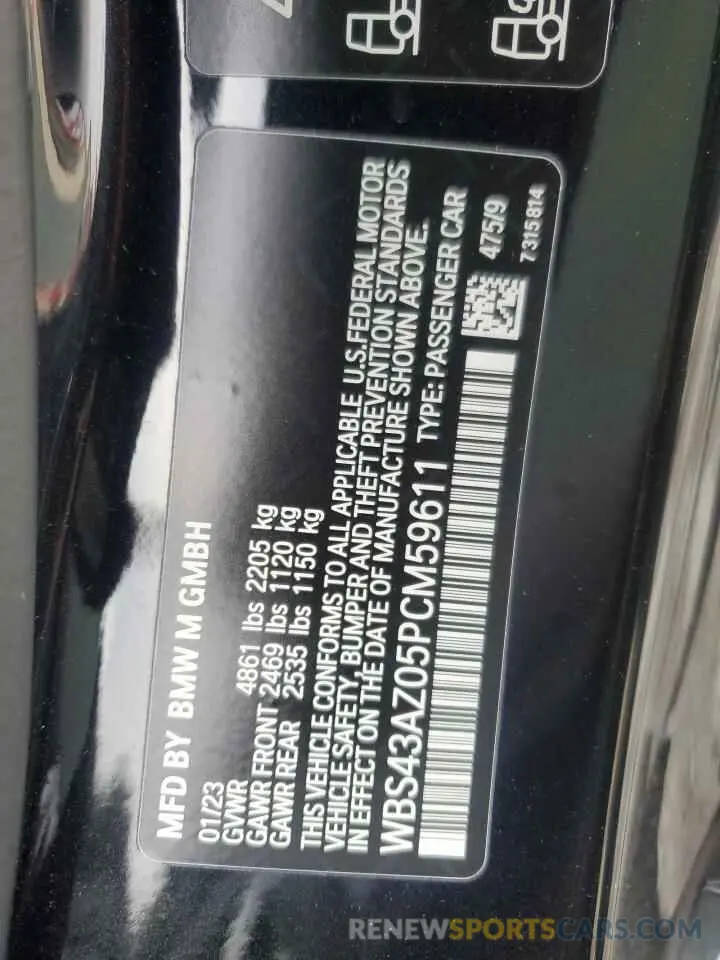 MFD BY BMW M GMBH
01/23
GVWR 4861 lbs 2205 kg
GAWR FRONT 2469 lbs 1120 kg
GAWR REAR 2535 lbs 1150 kg
THIS VEHICLE CONFORMS TO ALL APPLICABLE U.S.FEDERAL MOTOR
VEHICLE SAFETY, BUMPER AND THEFT PREVENTION STANDARDS
IN EFFECT ON THE DATE OF MANUFACTURE SHOWN ABOVE.
WBS43AZ05PCM59611 TYPE: PASSENGER CAR
475/9
7315814
RENEWSPORTSCARS.COM